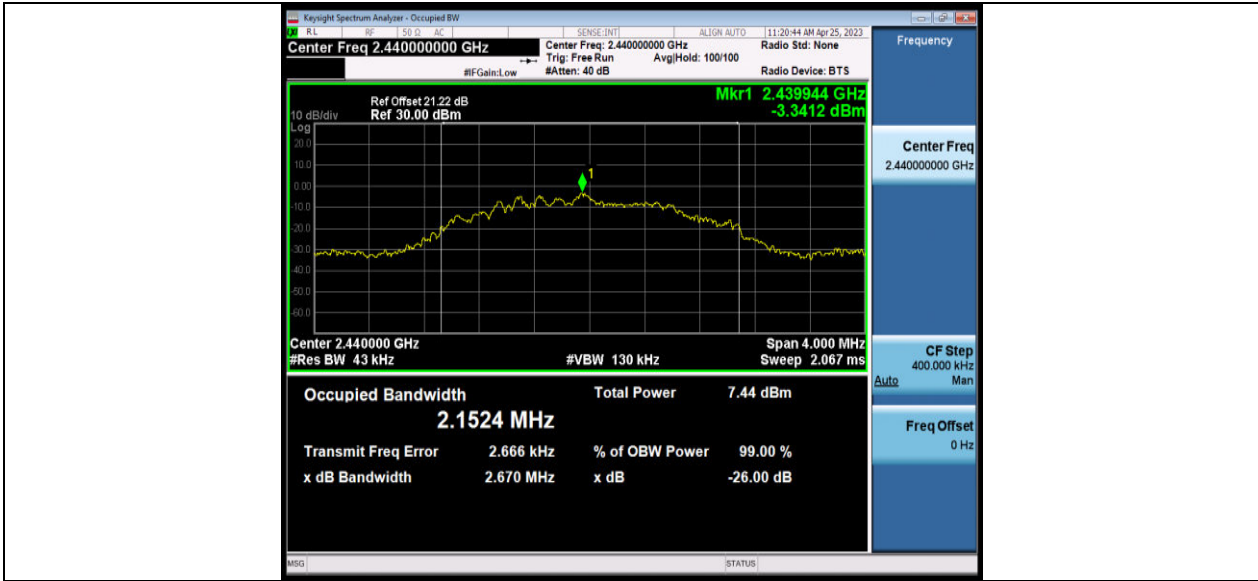 Keysight Spectrum Analyzer - Occupied BW
RL RF 50 Ω AC SENSE:INT ALIGN AUTO 11:20:44 AM Apr 25, 2023
Center Freq 2.440000000 GHz
Center Freq: 2.440000000 GHz
Radio Std: None
Trig: Free Run Avg|Hold: 100/100
#IFGain:Low
#Atten: 40 dB
Radio Device: BTS
Mkr1 2.439944 GHz
-3.3412 dBm
Ref Offset 21.22 dB
10 dB/div Ref 30.00 dBm
Log
20.0
10.0
0.00
1
-10.0
-20.0
-30.0
-40.0
-50.0
-60.0
Center 2.440000 GHz Span 4.000 MHz
#Res BW 43 kHz #VBW 130 kHz Sweep 2.067 ms
Occupied Bandwidth Total Power 7.44 dBm
2.1524 MHz
Transmit Freq Error 2.666 kHz % of OBW Power 99.00 %
x dB Bandwidth 2.670 MHz x dB -26.00 dB
MSG STATUS
Frequency
Center Freq
2.440000000 GHz
CF Step
400.000 kHz
Auto Man
Freq Offset
0 Hz